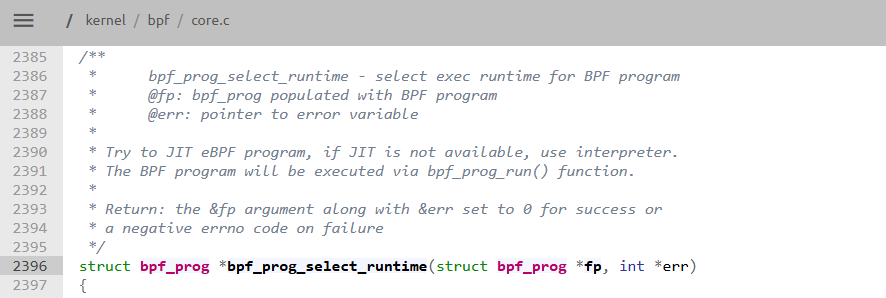 / kernel / bpf / core.c
2385 /**
2386  *      bpf_prog_select_runtime - select exec runtime for BPF program
2387  *      @fp: bpf_prog populated with BPF program
2388  *      @err: pointer to error variable
2389  *
2390  * Try to JIT eBPF program, if JIT is not available, use interpreter.
2391  * The BPF program will be executed via bpf_prog_run() function.
2392  *
2393  * Return: the &fp argument along with &err set to 0 for success or
2394  * a negative errno code on failure
2395  */
2396 struct bpf_prog *bpf_prog_select_runtime(struct bpf_prog *fp, int *err)
2397 {